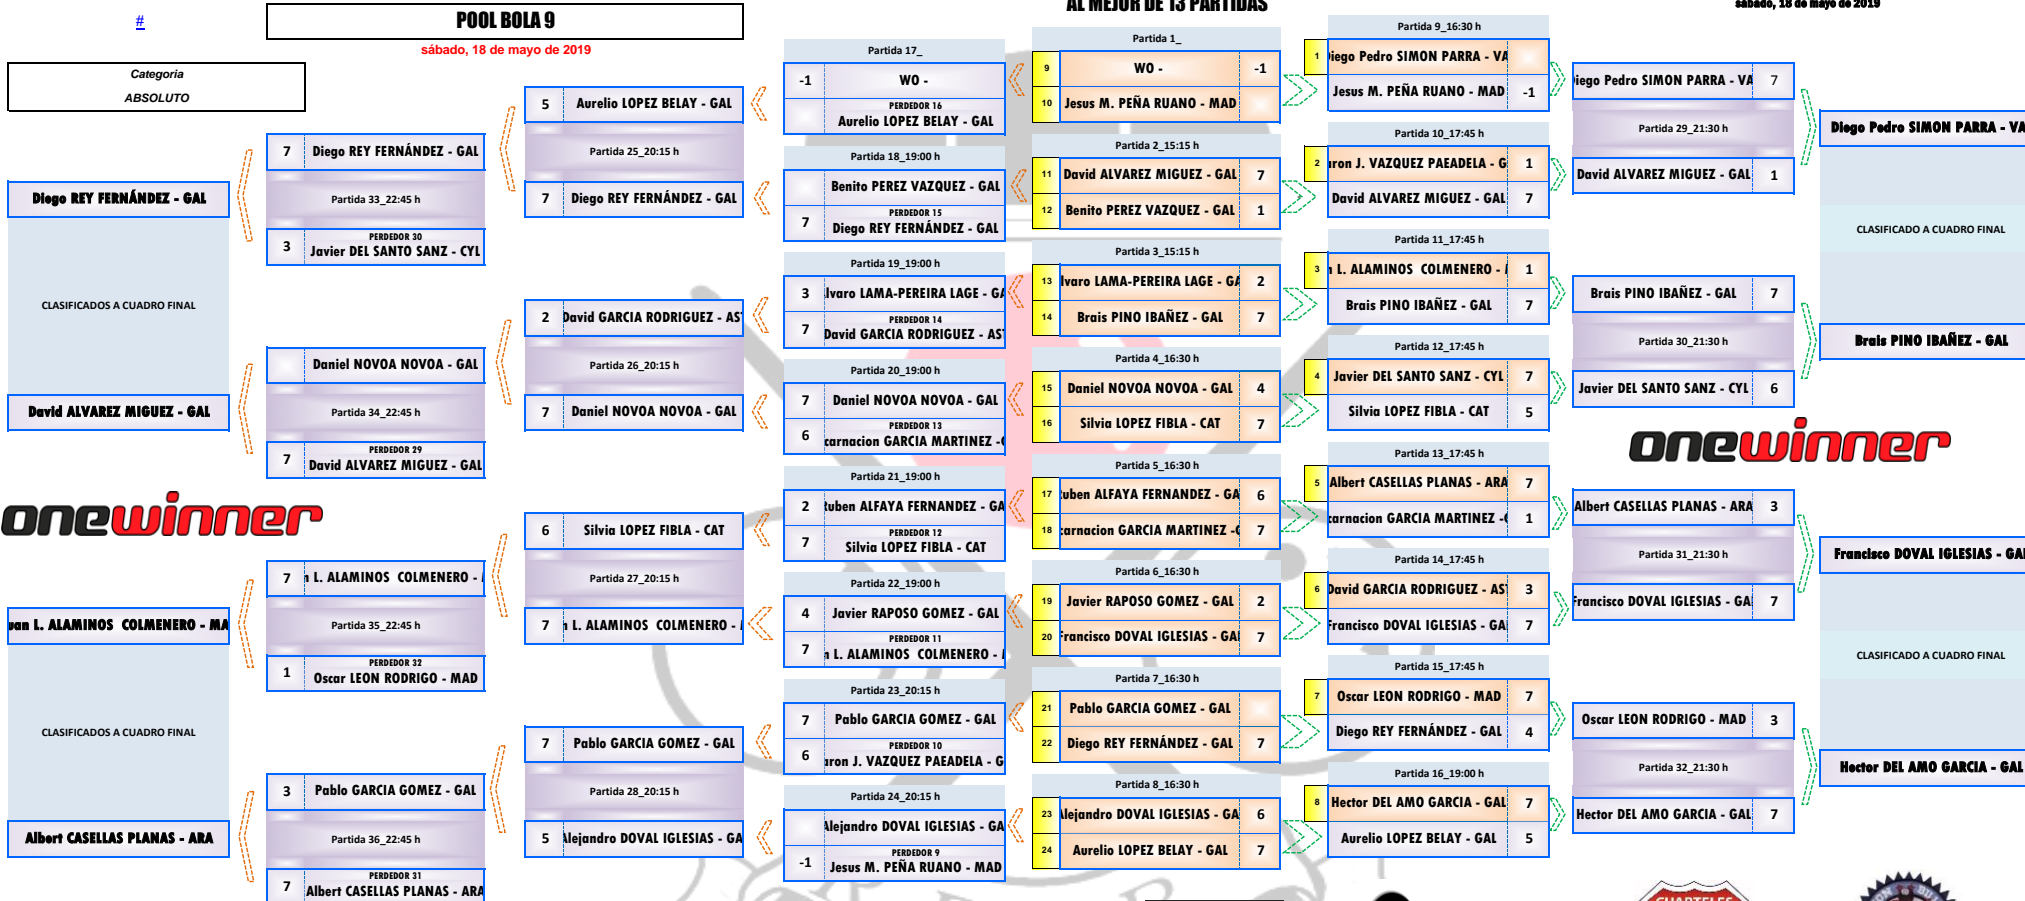 #
POOL BOLA 9
sábado, 18 de mayo de 2019
Categoria
ABSOLUTO
AL MEJOR DE 13 PARTIDAS
sábado, 18 de mayo de 2019
Diego REY FERNÁNDEZ - GAL
CLASIFICADOS A CUADRO FINAL
David ALVAREZ MIGUEZ - GAL
onewinner
uan L. ALAMINOS COLMENERO - MA
CLASIFICADOS A CUADRO FINAL
Albert CASELLAS PLANAS - ARA
7 Diego REY FERNÁNDEZ - GAL
Partida 33_22:45 h
PERDEDOR 30
3 Javier DEL SANTO SANZ - CYL
Daniel NOVOA NOVOA - GAL
Partida 34_22:45 h
PERDEDOR 29
7 David ALVAREZ MIGUEZ - GAL
7 L. ALAMINOS COLMENERO -
Partida 35_22:45 h
PERDEDOR 32
1 Oscar LEON RODRIGO - MAD
3 Pablo GARCIA GOMEZ - GAL
Partida 36_22:45 h
PERDEDOR 31
7 Albert CASELLAS PLANAS - ARA
5 Aurelio LOPEZ BELAY - GAL
Partida 25_20:15 h
7 Diego REY FERNÁNDEZ - GAL
2 David GARCIA RODRIGUEZ - AS
Partida 26_20:15 h
7 Daniel NOVOA NOVOA - GAL
6 Silvia LOPEZ FIBLA - CAT
Partida 27_20:15 h
7 L. ALAMINOS COLMENERO -
7 Pablo GARCIA GOMEZ - GAL
Partida 28_20:15 h
5 Alejandro DOVAL IGLESIAS - GA
Partida 17_
-1 WO -
PERDEDOR 16
Aurelio LOPEZ BELAY - GAL
Partida 18_19:00 h
Benito PEREZ VAZQUEZ - GAL
PERDEDOR 15
7 Diego REY FERNÁNDEZ - GAL
Partida 19_19:00 h
3 lvaro LAMA-PEREIRA LAGE - GA
PERDEDOR 14
7 David GARCIA RODRIGUEZ - AS
Partida 20_19:00 h
7 Daniel NOVOA NOVOA - GAL
PERDEDOR 13
6 carnacion GARCIA MARTINEZ -
Partida 21_19:00 h
2 uben ALFAYA FERNANDEZ - GA
PERDEDOR 12
7 Silvia LOPEZ FIBLA - CAT
Partida 22_19:00 h
4 Javier RAPOSO GOMEZ - GAL
PERDEDOR 11
7 L. ALAMINOS COLMENERO -
Partida 23_20:15 h
7 Pablo GARCIA GOMEZ - GAL
PERDEDOR 10
6 ron J. VAZQUEZ PAEADELA - G
Partida 24_20:15 h
Alejandro DOVAL IGLESIAS - GA
PERDEDOR 9
-1 Jesus M. PEÑA RUANO - MAD
Partida 1_
9 WO - -1
10 Jesus M. PEÑA RUANO - MAD
Partida 2_15:15 h
11 David ALVAREZ MIGUEZ - GAL 7
12 Benito PEREZ VAZQUEZ - GAL 1
Partida 3_15:15 h
13 lvaro LAMA-PEREIRA LAGE - GA 2
14 Brais PINO IBAÑEZ - GAL 7
Partida 4_16:30 h
15 Daniel NOVOA NOVOA - GAL 4
16 Silvia LOPEZ FIBLA - CAT 7
Partida 5_16:30 h
17 uben ALFAYA FERNANDEZ - GA 6
18 carnacion GARCIA MARTINEZ - 7
Partida 6_16:30 h
19 Javier RAPOSO GOMEZ - GAL 2
20 Francisco DOVAL IGLESIAS - GA 7
Partida 7_16:30 h
21 Pablo GARCIA GOMEZ - GAL
22 Diego REY FERNÁNDEZ - GAL 7
Partida 8_16:30 h
23 Alejandro DOVAL IGLESIAS - GA 6
24 Aurelio LOPEZ BELAY - GAL 7
Partida 9_16:30 h
1 iego Pedro SIMON PARRA - VA
Jesus M. PEÑA RUANO - MAD -1
Partida 10_17:45 h
2 ron J. VAZQUEZ PAEADELA - G 1
David ALVAREZ MIGUEZ - GAL 7
Partida 11_17:45 h
3 L. ALAMINOS COLMENERO - 1
Brais PINO IBAÑEZ - GAL 7
Partida 12_17:45 h
4 Javier DEL SANTO SANZ - CYL 7
Silvia LOPEZ FIBLA - CAT 5
Partida 13_17:45 h
5 Albert CASELLAS PLANAS - ARA 7
carnacion GARCIA MARTINEZ - 1
Partida 14_17:45 h
6 David GARCIA RODRIGUEZ - AS 3
Francisco DOVAL IGLESIAS - GA 7
Partida 15_17:45 h
7 Oscar LEON RODRIGO - MAD 7
Diego REY FERNÁNDEZ - GAL 4
Partida 16_19:00 h
8 Hector DEL AMO GARCIA - GAL 7
Aurelio LOPEZ BELAY - GAL 5
iego Pedro SIMON PARRA - VA 7
Partida 29_21:30 h
David ALVAREZ MIGUEZ - GAL 1
Brais PINO IBAÑEZ - GAL 7
Partida 30_21:30 h
Javier DEL SANTO SANZ - CYL 6
onewinner
Albert CASELLAS PLANAS - ARA 3
Partida 31_21:30 h
Francisco DOVAL IGLESIAS - GA 7
Oscar LEON RODRIGO - MAD 3
Partida 32_21:30 h
Hector DEL AMO GARCIA - GAL 7
Diego Pedro SIMON PARRA - VA
CLASIFICADO A CUADRO FINAL
Brais PINO IBAÑEZ - GAL
Francisco DOVAL IGLESIAS - GAL
CLASIFICADO A CUADRO FINAL
Hector DEL AMO GARCIA - GAL
CUARTELES